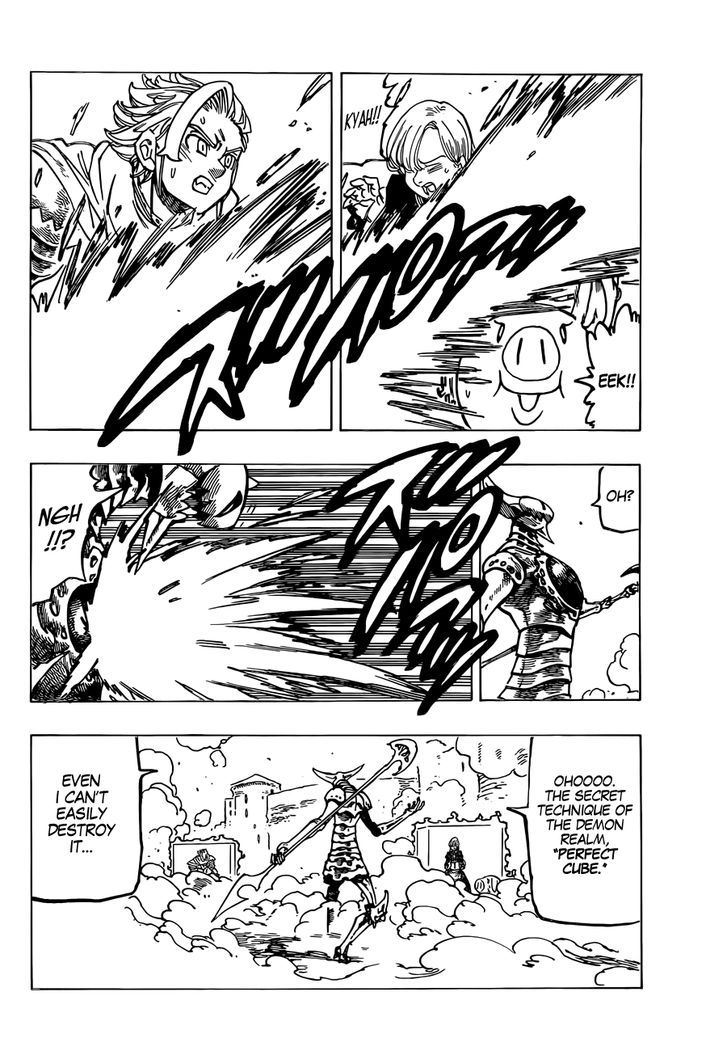 KYAH!!
EEK!!
OH?
NGH
!!?
OHOOOO.
THE SECRET
TECHNIQUE OF
THE DEMON
REALM,
"PERFECT
CUBE."
EVEN
I CAN'T
EASILY
DESTROY
IT...